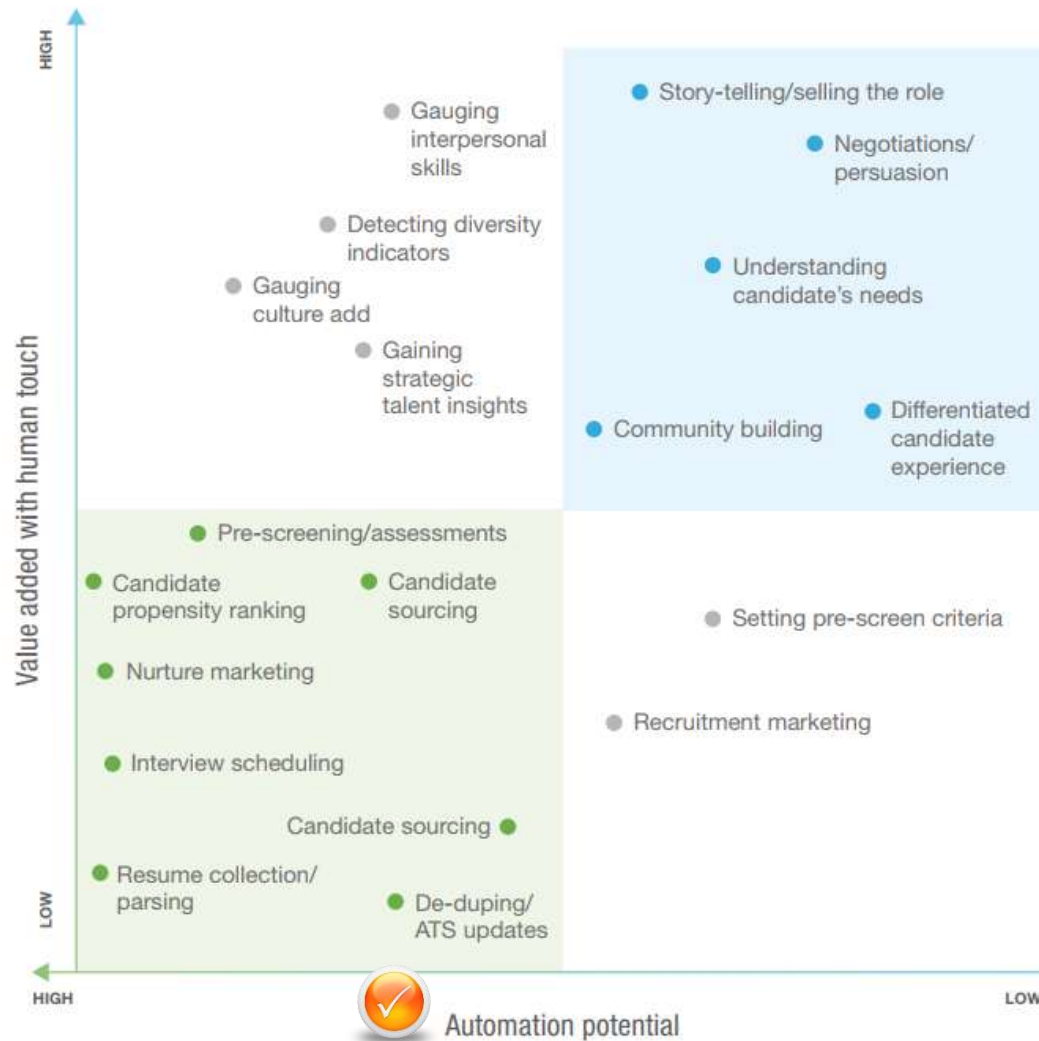 HIGH
Story-telling/selling the role
Gauging
interpersonal
skills
Negotiations/
persuasion
Detecting diversity
indicators
Understanding
candidate's needs
Gauging
culture add
Gaining
strategic
talent insights
Community building
Differentiated
candidate
experience
Value added with human touch
Pre-screening/assessments
Candidate
propensity ranking
Candidate
sourcing
Setting pre-screen criteria
Nurture marketing
Recruitment marketing
Interview scheduling
Candidate sourcing
Resume collection/
parsing
De-duping/
ATS updates
LOW
HIGH
LOW
Automation potential